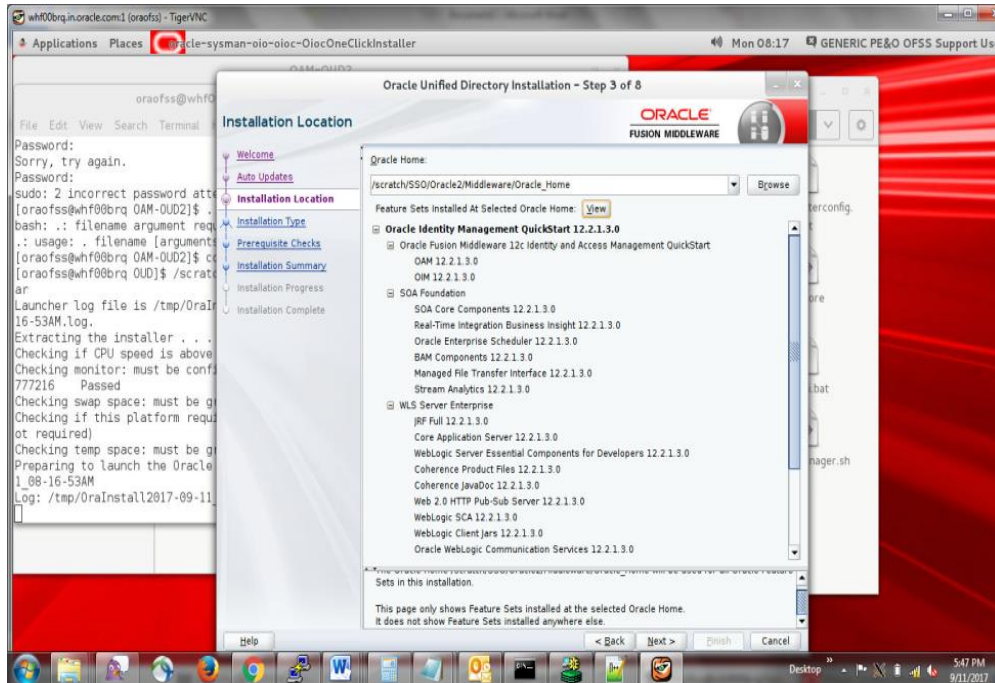 whf00brq.in.oracle.com:1 (oraofss) - TigerVNC
Applications Places oracle-sysman-oio-oioc-OiocOneClickInstaller Mon 08:17 GENERIC PE&O OFSS Support Us
OAM-OUD2
oraofss@whf0
File Edit View Search Terminal
Password:
Sorry, try again.
Password:
sudo: 2 incorrect password atte
[oraofss@whf00brq OAM-OUD2]$ .
bash: .: filename argument requ
.: usage: . filename [arguments
[oraofss@whf00brq OAM-OUD2]$ cd
[oraofss@whf00brq OUD]$ /scratc
ar
Launcher log file is /tmp/OraIn
16-53AM.log.
Extracting the installer . . .
Checking if CPU speed is above
Checking monitor: must be confi
777216 Passed
Checking swap space: must be gr
Checking if this platform requi
ot required)
Checking temp space: must be gr
Preparing to launch the Oracle
1_08-16-53AM
Log: /tmp/OraInstall2017-09-11_
Oracle Unified Directory Installation - Step 3 of 8
Installation Location
ORACLE
FUSION MIDDLEWARE
Welcome
Auto Updates
Installation Location
Installation Type
Prerequisite Checks
Installation Summary
Installation Progress
Installation Complete
Oracle Home:
/scratch/SSO/Oracle2/Middleware/Oracle_Home Browse
Feature Sets Installed At Selected Oracle Home: View
Oracle Identity Management QuickStart 12.2.1.3.0
Oracle Fusion Middleware 12c Identity and Access Management QuickStart
OAM 12.2.1.3.0
OIM 12.2.1.3.0
SOA Foundation
SOA Core Components 12.2.1.3.0
Real-Time Integration Business Insight 12.2.1.3.0
Oracle Enterprise Scheduler 12.2.1.3.0
BAM Components 12.2.1.3.0
Managed File Transfer Interface 12.2.1.3.0
Stream Analytics 12.2.1.3.0
WLS Server Enterprise
JRF Full 12.2.1.3.0
Core Application Server 12.2.1.3.0
WebLogic Server Essential Components for Developers 12.2.1.3.0
Coherence Product Files 12.2.1.3.0
Coherence JavaDoc 12.2.1.3.0
Web 2.0 HTTP Pub-Sub Server 12.2.1.3.0
WebLogic SCA 12.2.1.3.0
WebLogic Client Jars 12.2.1.3.0
Oracle WebLogic Communication Services 12.2.1.3.0
Sets in this installation.
This page only shows Feature Sets installed at the selected Oracle Home.
It does not show Feature Sets installed anywhere else.
Help < Back Next > Finish Cancel
terconfig.
ore
.bat
nager.sh
Desktop 5:47 PM
9/11/2017